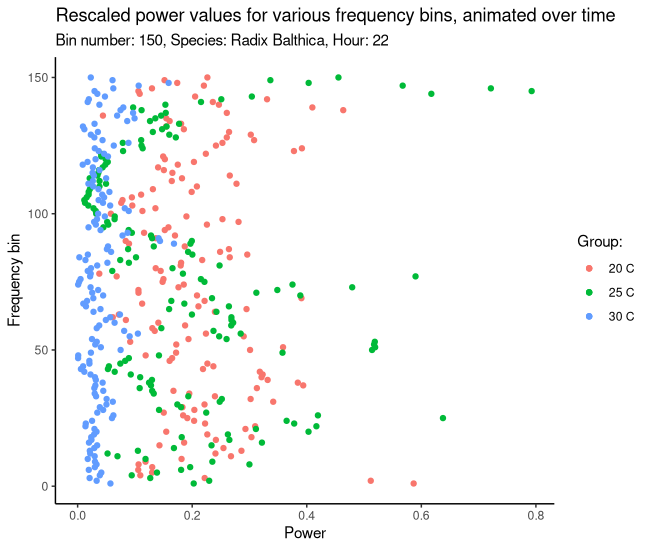 Rescaled power values for various frequency bins, animated over time
Bin number: 150, Species: Radix Balthica, Hour: 22
150
100
50
0
Frequency bin
0.0 0.2 0.4 0.6 0.8
Power
Group:
20 C
25 C
30 C